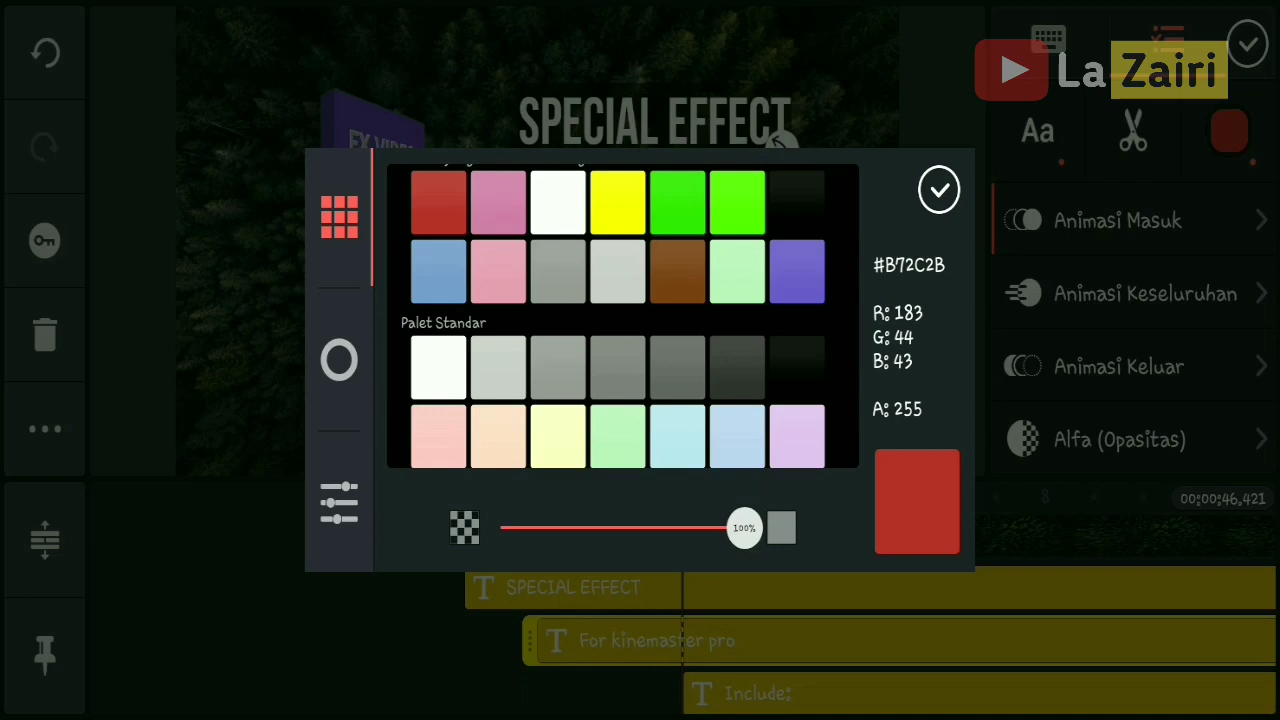 La Zairi
SPECIAL EFFECT
Aa
Animasi Masuk
#B72C2B
Animasi Keseluruhan
R: 183
Palet Standar
G: 44
B: 43
Animasi Keluar
A: 255
Alfa (Opasitas)
00:00:46,421
8
100%
T SPECIAL EFFECT
T For kinemaster pro
T Include: